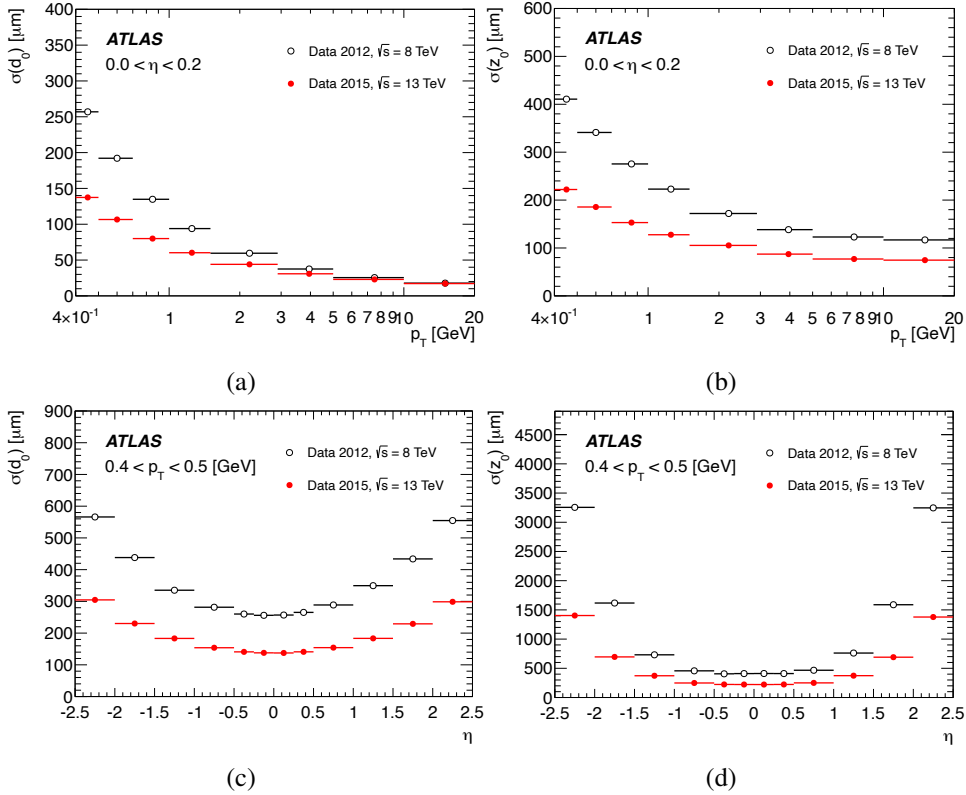 σ(d₀) [μm]
400
350
300
250
200
150
100
50
0
ATLAS
0.0 < η < 0.2
Data 2012, √s = 8 TeV
Data 2015, √s = 13 TeV
4×10⁻¹ 1 2 3 4 5 6 7 8 9 10 20
p_T [GeV]
(a)
σ(z₀) [μm]
600
500
400
300
200
100
0
ATLAS
0.0 < η < 0.2
Data 2012, √s = 8 TeV
Data 2015, √s = 13 TeV
4×10⁻¹ 1 2 3 4 5 6 7 8 9 10 20
p_T [GeV]
(b)
σ(d₀) [μm]
900
800
700
600
500
400
300
200
100
0
ATLAS
0.4 < p_T < 0.5 [GeV]
Data 2012, √s = 8 TeV
Data 2015, √s = 13 TeV
-2.5 -2 -1.5 -1 -0.5 0 0.5 1 1.5 2 2.5
η
(c)
σ(z₀) [μm]
4500
4000
3500
3000
2500
2000
1500
1000
500
0
ATLAS
0.4 < p_T < 0.5 [GeV]
Data 2012, √s = 8 TeV
Data 2015, √s = 13 TeV
-2.5 -2 -1.5 -1 -0.5 0 0.5 1 1.5 2 2.5
η
(d)